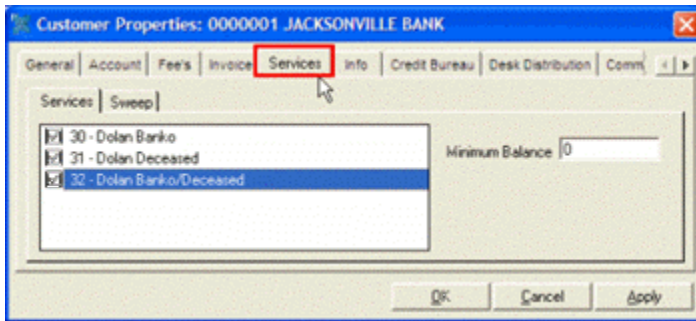 Customer Properties: 0000001 JACKSONVILLE BANK
General Account Fee's Invoice Services Info Credit Bureau Desk Distribution Comm
Services Sweep
30 - Dolan Banko
31 - Dolan Deceased
32 - Dolan Banko/Deceased
Minimum Balance 0
OK Cancel Apply